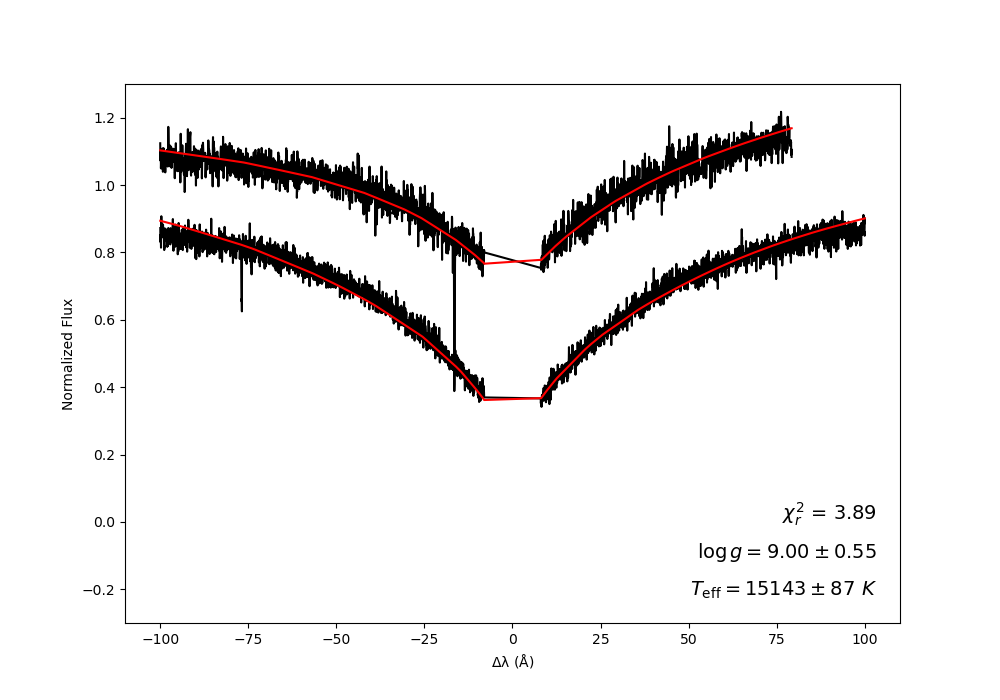 1.2
1.0
0.8
0.6
0.4
0.2
0.0
−0.2
Normalized Flux
χ²ᵣ = 3.89
log g = 9.00 ± 0.55
T_eff = 15143 ± 87 K
−100 −75 −50 −25 0 25 50 75 100
Δλ (Å)